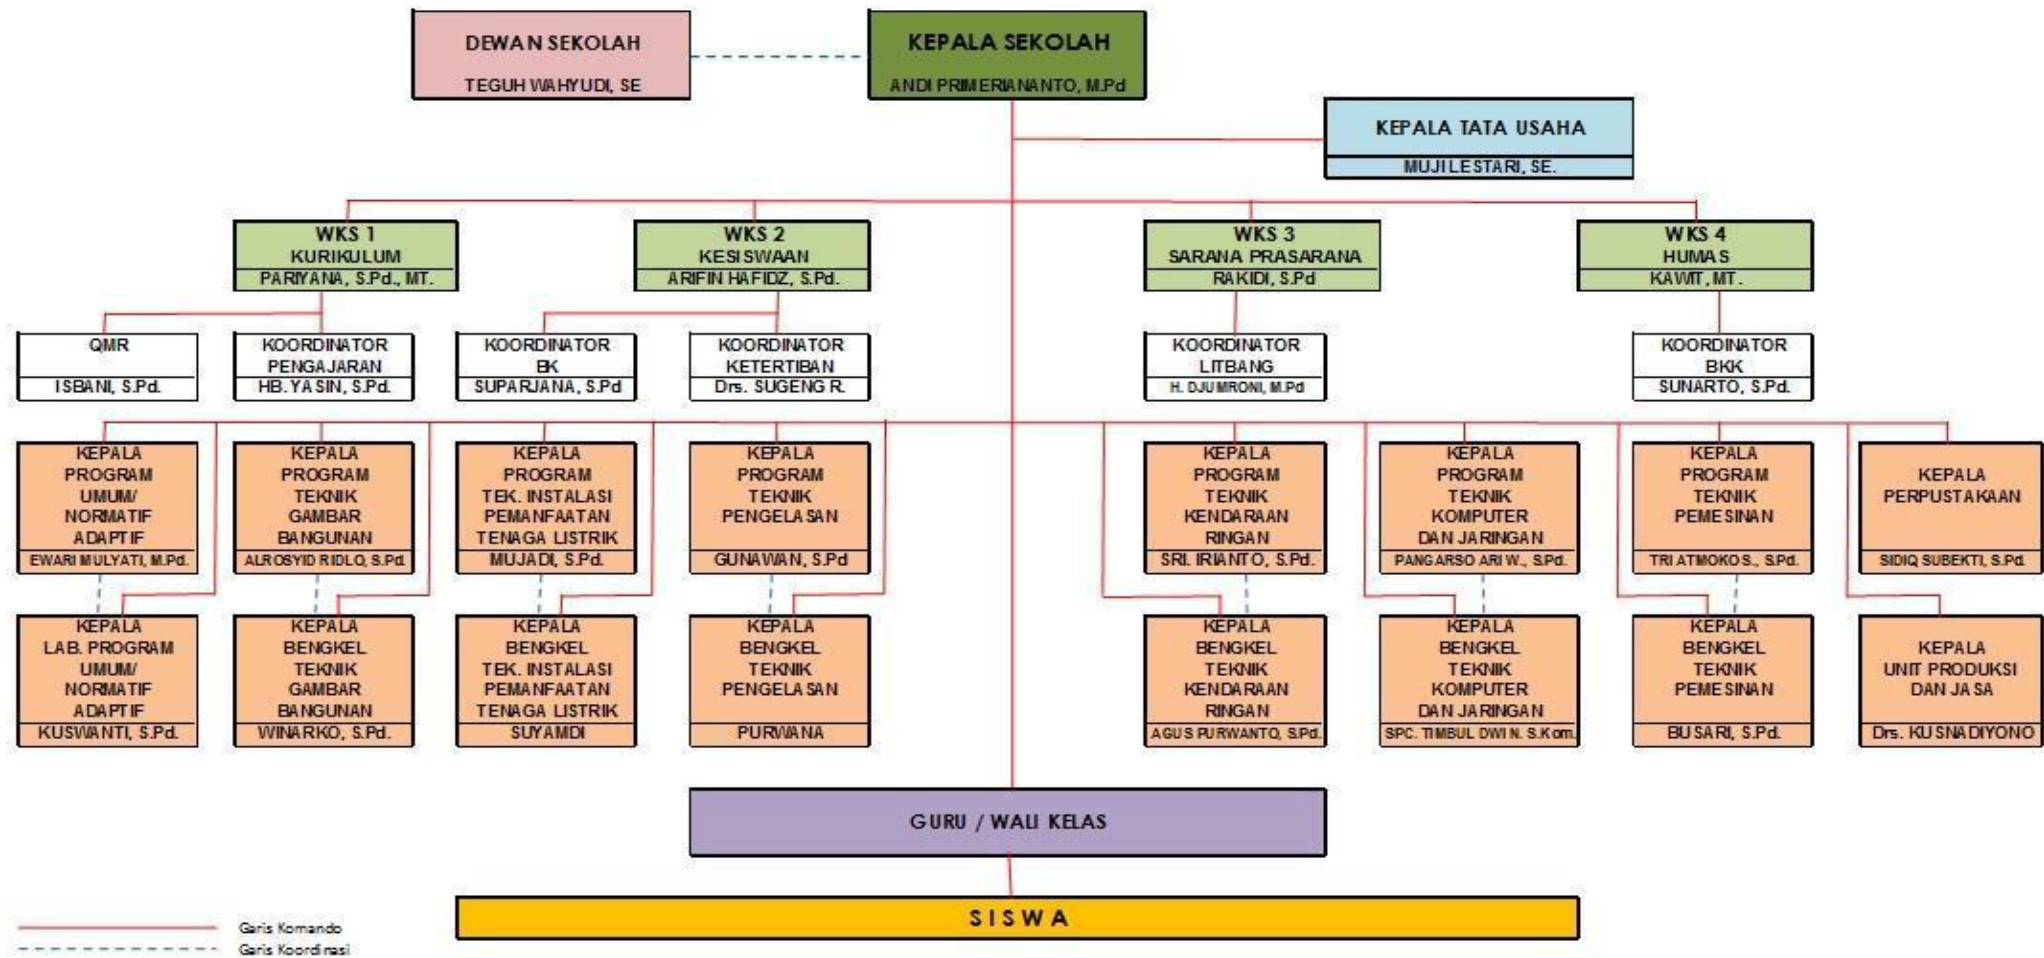 DEWAN SEKOLAH
TEGUH WAHYUDI, SE
KEPALA SEKOLAH
ANDI PRIMERIANANTO, M.Pd
KEPALA TATA USAHA
MUJI LESTARI, SE.
WKS 1
KURIKULUM
PARIYANA, S.Pd., MT.
WKS 2
KESISWAAN
ARIFIN HAFIDZ, S.Pd.
WKS 3
SARANA PRASARANA
RAKIDI, S.Pd
WKS 4
HUMAS
KAWIT, MT.
QMR
ISBANI, S.Pd.
KOORDINATOR
PENGAJARAN
HB. YASIN, S.Pd.
KOORDINATOR
BK
SUPARJANA, S.Pd
KOORDINATOR
KETERTIBAN
Drs. SUGENG R.
KOORDINATOR
LITBANG
H. DJUMRONI, M.Pd
KOORDINATOR
BKK
SUNARTO, S.Pd.
KEPALA
PROGRAM
UMUM/
NORMATIF
ADAPTIF
EWARI MULYATI, M.Pd.
KEPALA
PROGRAM
TEKNIK
GAMBAR
BANGUNAN
ALROSYID RIDLO, S.Pd.
KEPALA
PROGRAM
TEK. INSTALASI
PEMANFAATAN
TENAGA LISTRIK
MUJADI, S.Pd.
KEPALA
PROGRAM
TEKNIK
PENGELASAN
GUNAWAN, S.Pd
KEPALA
PROGRAM
TEKNIK
KENDARAAN
RINGAN
SRI. IRIANTO, S.Pd.
KEPALA
PROGRAM
TEKNIK
KOMPUTER
DAN JARINGAN
PANGARSO ARI W., S.Pd.
KEPALA
PROGRAM
TEKNIK
PEMESINAN
TRI ATMOKO S., S.Pd.
KEPALA
PERPUSTAKAAN
SIDIQ SUBEKTI, S.Pd.
KEPALA
LAB. PROGRAM
UMUM/
NORMATIF
ADAPTIF
KUSWANTI, S.Pd.
KEPALA
BENGKEL
TEKNIK
GAMBAR
BANGUNAN
WINARKO, S.Pd.
KEPALA
BENGKEL
TEK. INSTALASI
PEMANFAATAN
TENAGA LISTRIK
SUYAMDI
KEPALA
BENGKEL
TEKNIK
PENGELASAN
PURWANA
KEPALA
BENGKEL
TEKNIK
KENDARAAN
RINGAN
AGUS PURWANTO, S.Pd.
KEPALA
BENGKEL
TEKNIK
KOMPUTER
DAN JARINGAN
SPC. TIMBUL DWI N. S.Kom.
KEPALA
BENGKEL
TEKNIK
PEMESINAN
BUSARI, S.Pd.
KEPALA
UNIT PRODUKSI
DAN JASA
Drs. KUSNADIYONO
GURU / WALI KELAS
SISWA
Garis Komando
Garis Koordinasi